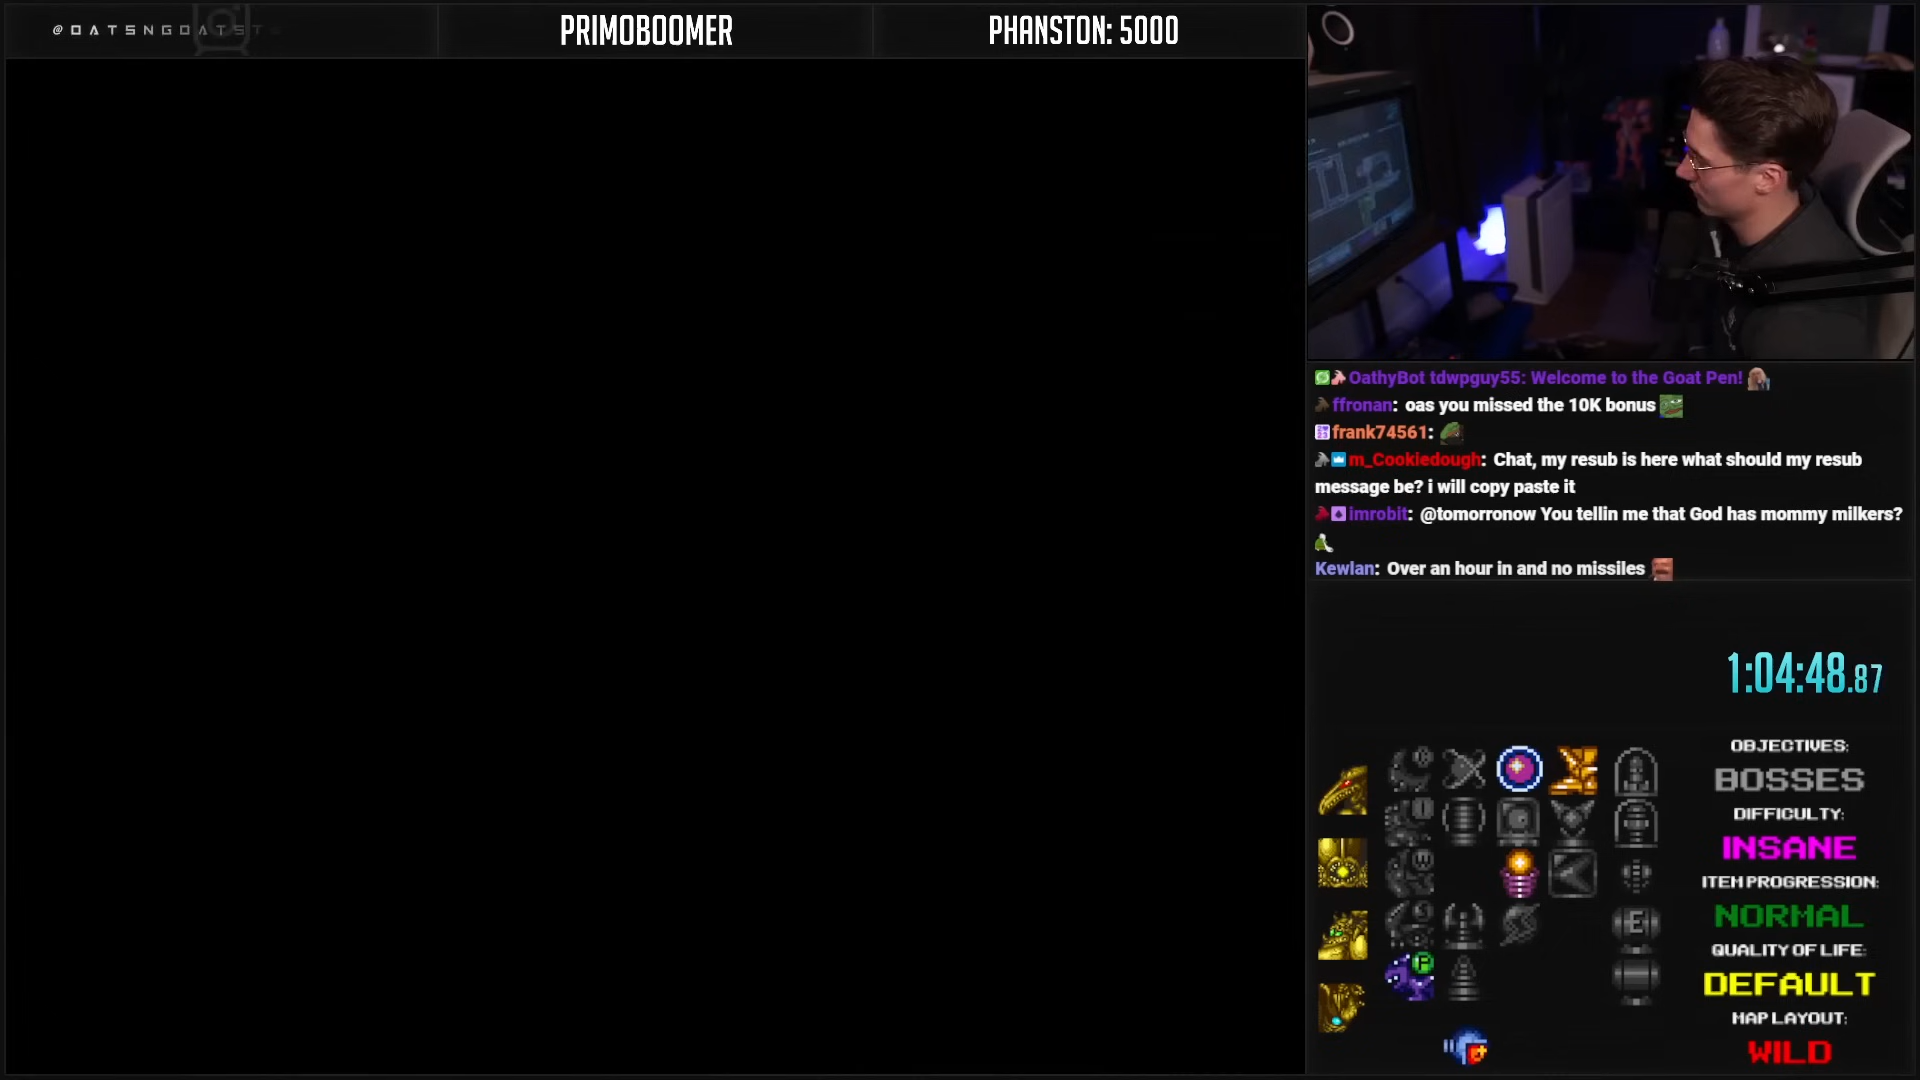 @OATSNGOATS
PRIMOBOOMER
PHANSTON: 5000
OathyBot tdwpguy55: Welcome to the Goat Pen!
ffronan: oas you missed the 10K bonus
frank74561:
m_Cookiedough: Chat, my resub is here what should my resub
message be? i will copy paste it
imrobit: @tomorronow You tellin me that God has mommy milkers?
Kewlan: Over an hour in and no missiles
1:04:48.87
OBJECTIVES:
BOSSES
DIFFICULTY:
INSANE
ITEM PROGRESSION:
NORMAL
QUALITY OF LIFE:
DEFAULT
MAP LAYOUT:
WILD
E
P